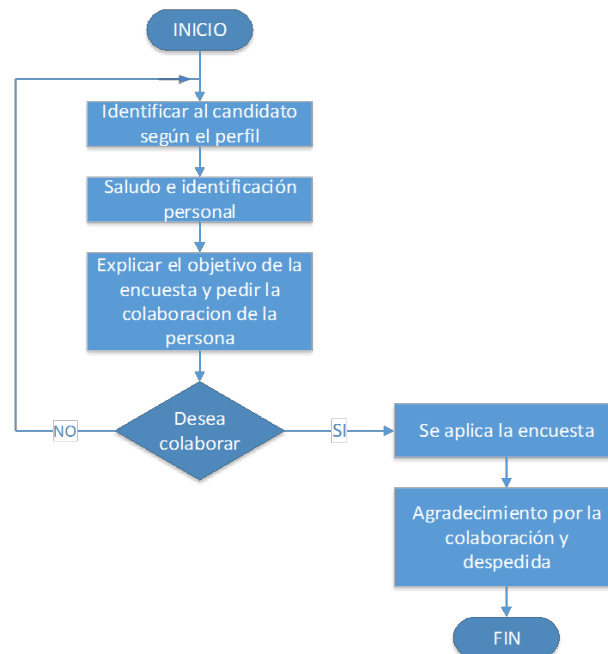 INICIO
Identificar al candidato
según el perfil
Saludo e identificación
personal
Explicar el objetivo de la
encuesta y pedir la
colaboracion de la
persona
Desea
colaborar
NO
SI
Se aplica la encuesta
Agradecimiento por la
colaboración y
despedida
FIN